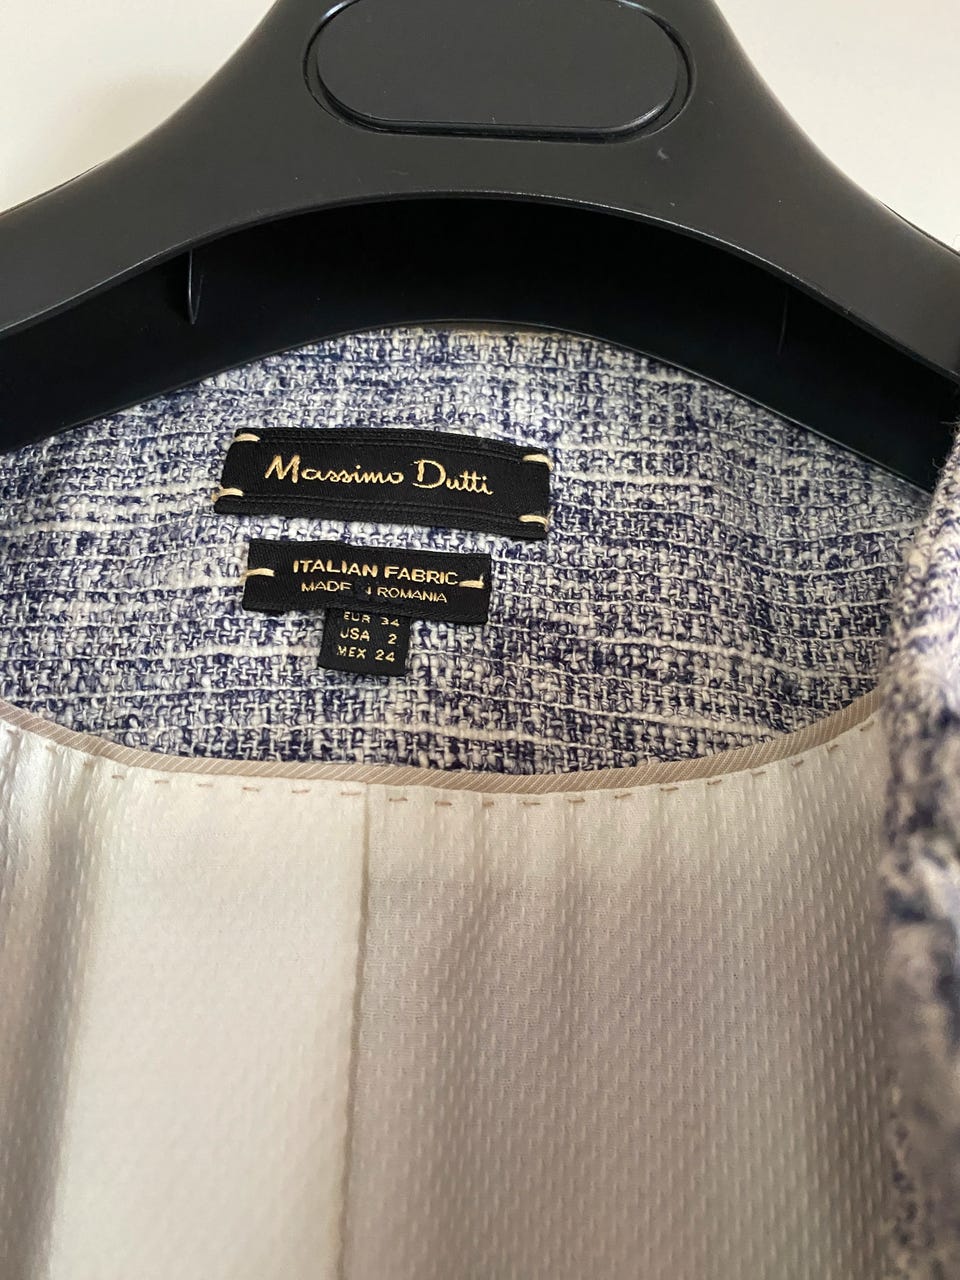 Massimo Dutti
ITALIAN FABRIC
MADE IN ROMANIA
EUR 34
USA 2
MEX 24